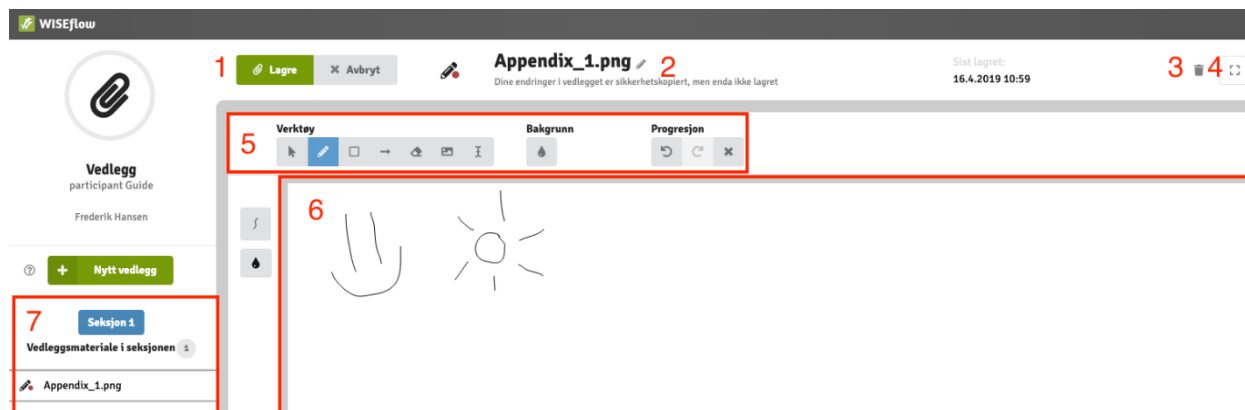 WISEflow
1
Lagre
Avbryt
Appendix_1.png
2
Dine endringer i vedlegget er sikkerhetskopiert, men enda ikke lagret
Sist lagret:
16.4.2019 10:59
3
4
5
Verktøy
Bakgrunn
Progresjon
Vedlegg
participant Guide
Frederik Hansen
6
? + Nytt vedlegg
7
Seksjon 1
Vedleggsmateriale i seksjonen 1
Appendix_1.png